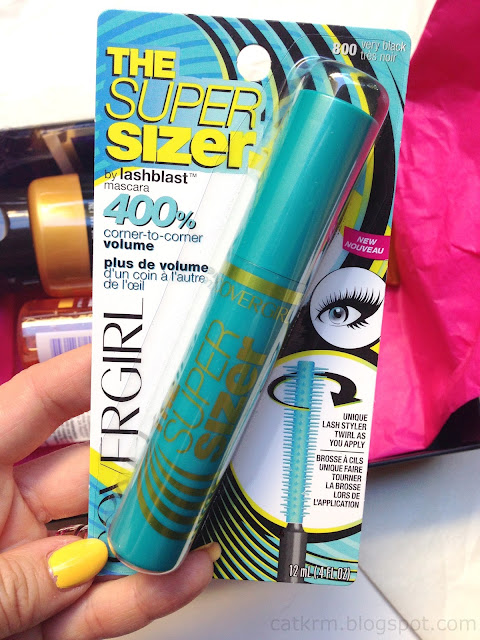 800 very black
très noir
THE
SUPER
SIZER
by lashblast™
mascara
400%
corner-to-corner
volume
plus de volume
d'un coin à l'autre
de l'œil
COVERGIRL
COVERGIRL
SUPER
SIZER
NEW
NOUVEAU
UNIQUE
LASH STYLER
TWIRL AS
YOU APPLY
BROSSE À CILS
UNIQUE FAIRE
TOURNER
LA BROSSE
LORS DE
L'APPLICATION
12 mL (.4 FL OZ)
catkrm.blogspot.com